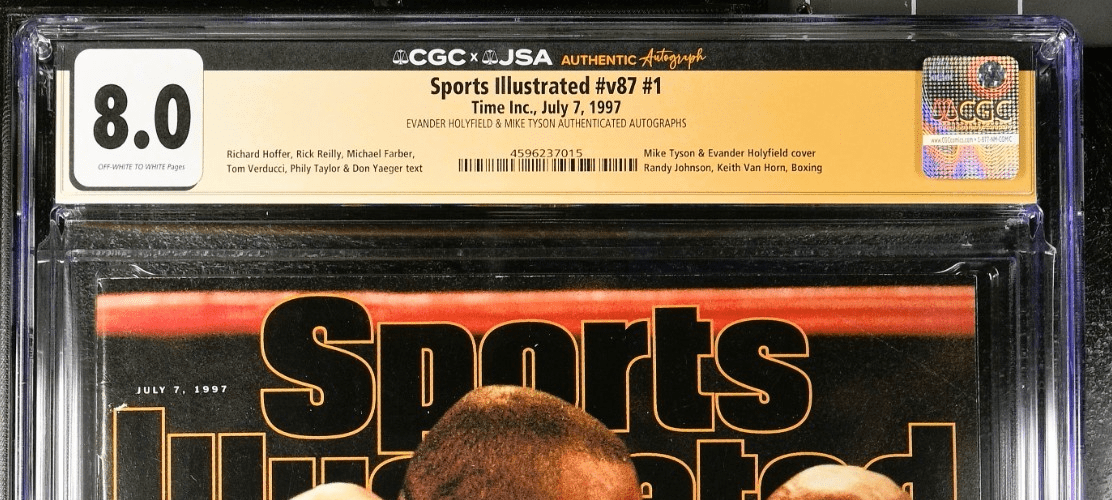 CGC x JSA AUTHENTIC Autograph
Sports Illustrated #v87 #1
Time Inc., July 7, 1997
EVANDER HOLYFIELD & MIKE TYSON AUTHENTICATED AUTOGRAPHS
8.0
OFF-WHITE TO WHITE Pages
Richard Hoffer, Rick Reilly, Michael Farber,
Tom Verducci, Phily Taylor & Don Yaeger text
4596237015
Mike Tyson & Evander Holyfield cover
Randy Johnson, Keith Van Horn, Boxing
CGC
Sports
JULY 7, 1997
Illustrated